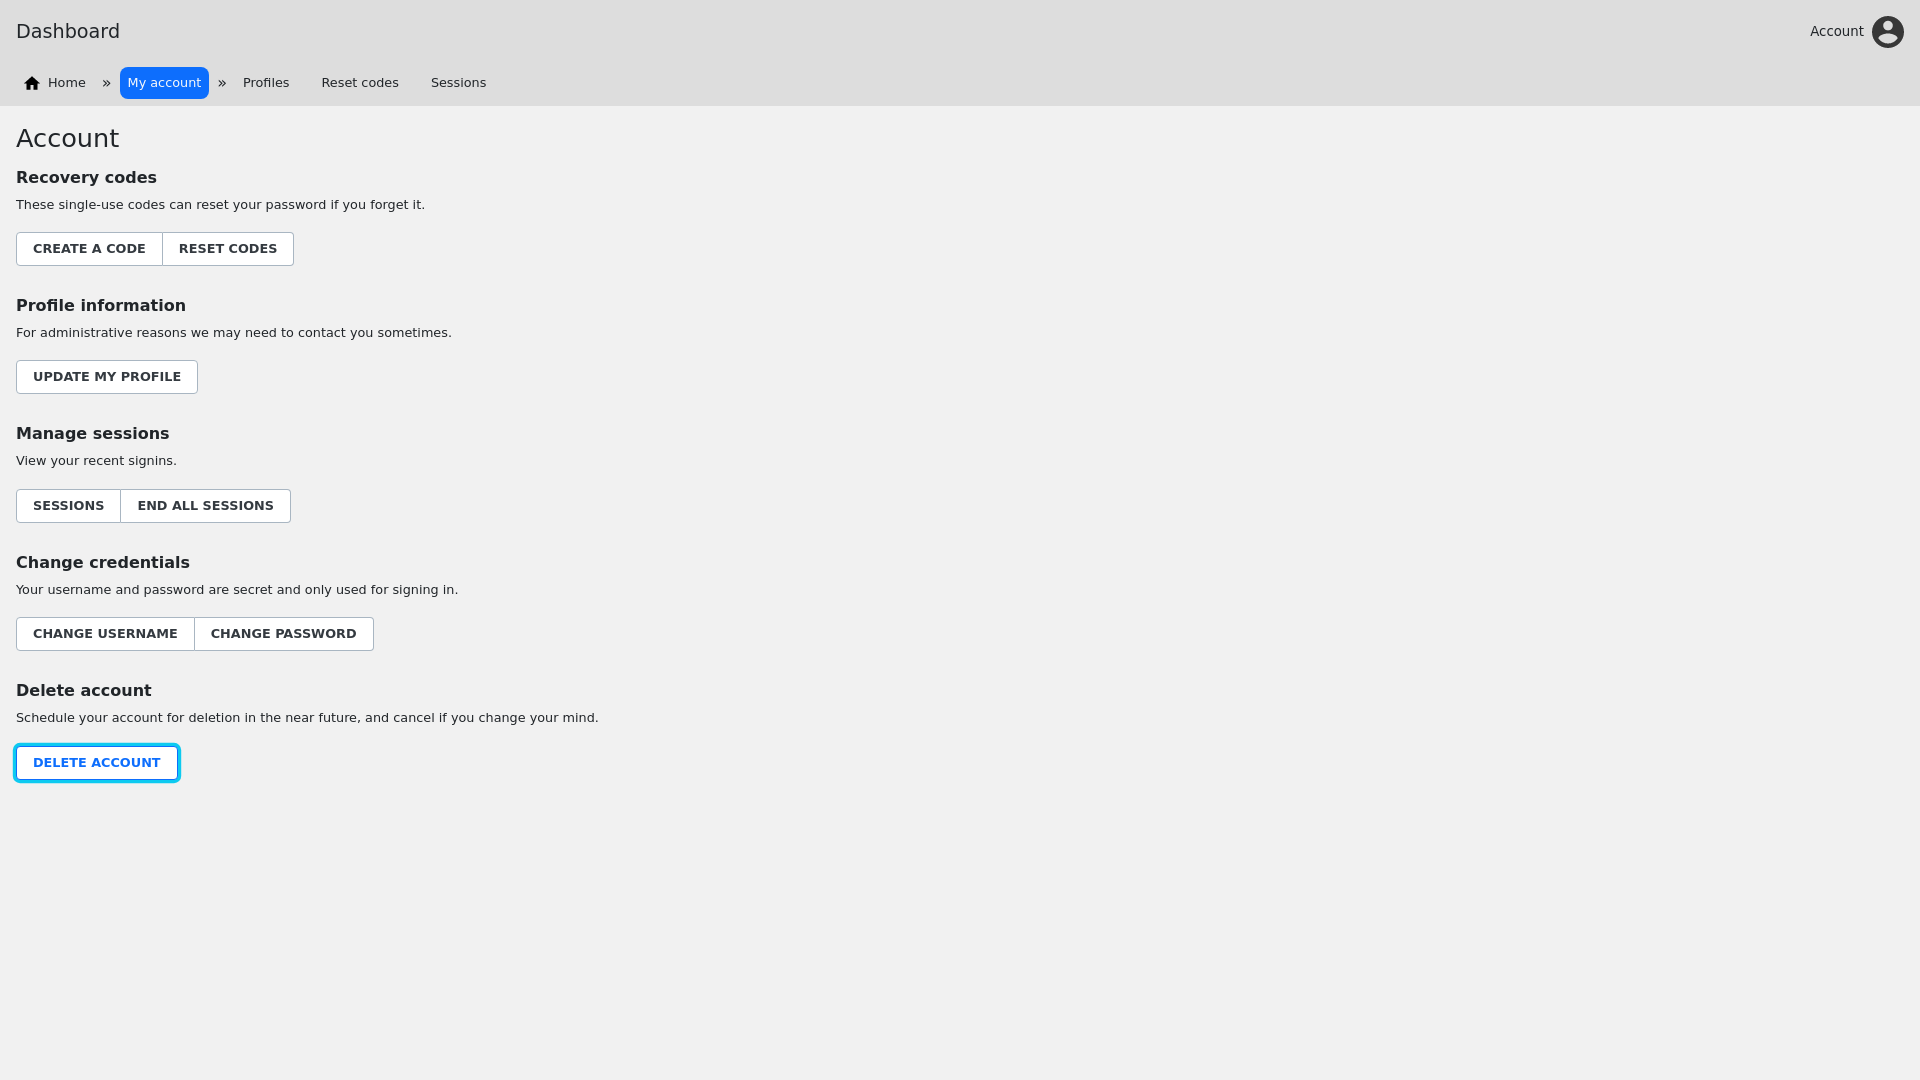 Dashboard
Account
Home » My account » Profiles Reset codes Sessions
Account
Recovery codes
These single-use codes can reset your password if you forget it.
CREATE A CODE RESET CODES
Profile information
For administrative reasons we may need to contact you sometimes.
UPDATE MY PROFILE
Manage sessions
View your recent signins.
SESSIONS END ALL SESSIONS
Change credentials
Your username and password are secret and only used for signing in.
CHANGE USERNAME CHANGE PASSWORD
Delete account
Schedule your account for deletion in the near future, and cancel if you change your mind.
DELETE ACCOUNT